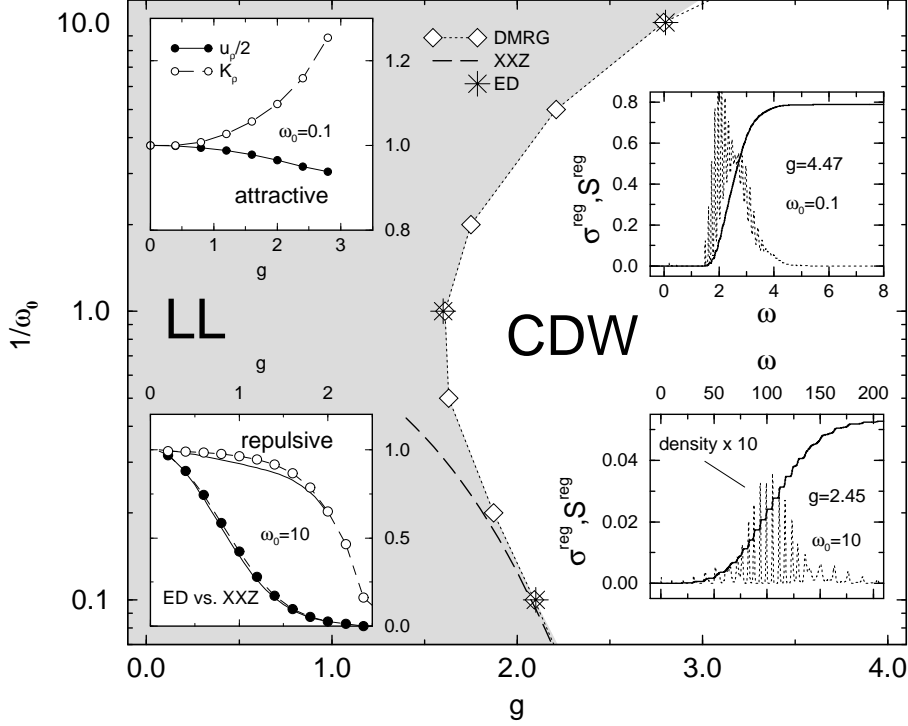 10.0
1.0
0.1
1/ω₀
0.0
1.0
2.0
3.0
4.0
g
LL
CDW
DMRG
XXZ
ED
uₚ/2
Kₚ
ω₀=0.1
attractive
1.2
1.0
0.8
0
1
2
3
g
g
0
1
2
repulsive
ω₀=10
ED vs. XXZ
1.0
0.5
0.0
0.8
0.6
0.4
0.2
0.0
σʳᵉᵍ,Sʳᵉᵍ
g=4.47
ω₀=0.1
0
2
4
6
8
ω
ω
0
50
100
150
200
density x 10
g=2.45
ω₀=10
0.04
0.02
0.00
σʳᵉᵍ,Sʳᵉᵍ